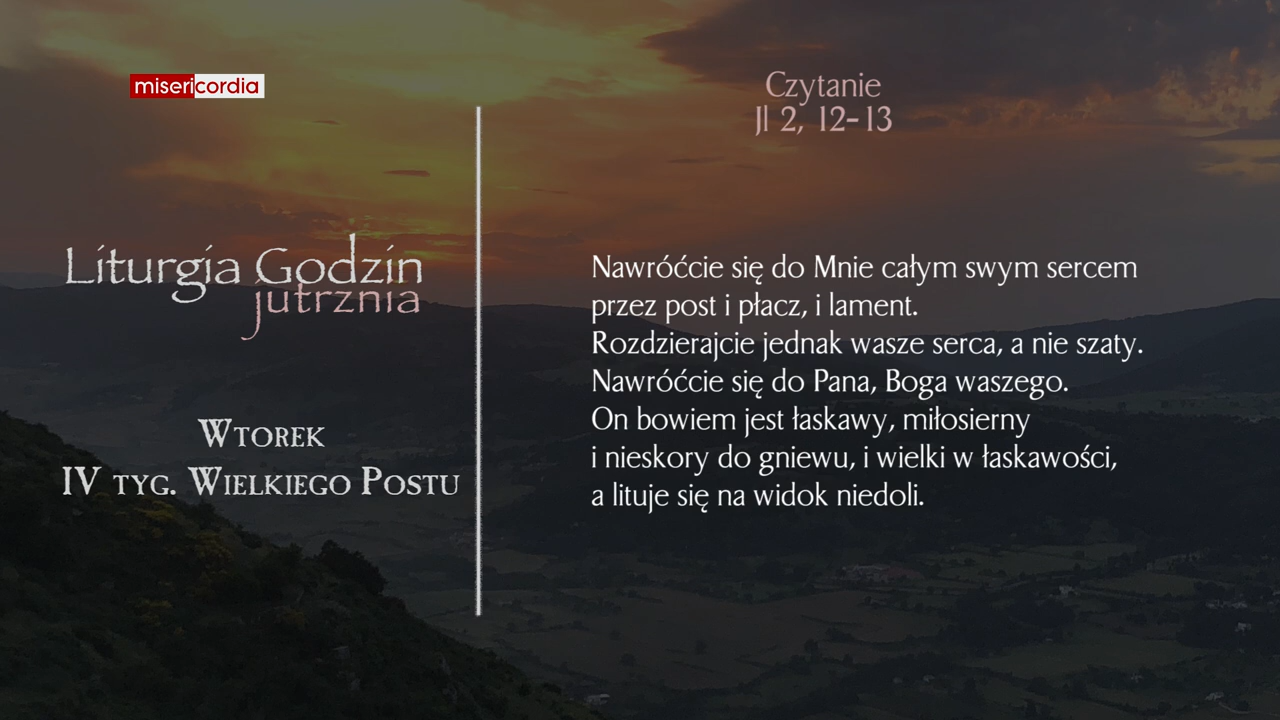 misericordia
Liturgia Godzin
jutrznia
Wtorek
IV tyg. Wielkiego Postu
Czytanie
Jl 2, 12-13
Nawróćcie się do Mnie całym swym sercem
przez post i płacz, i lament.
Rozdzierajcie jednak wasze serca, a nie szaty.
Nawróćcie się do Pana, Boga waszego.
On bowiem jest łaskawy, miłosierny
i nieskory do gniewu, i wielki w łaskawości,
a lituje się na widok niedoli.